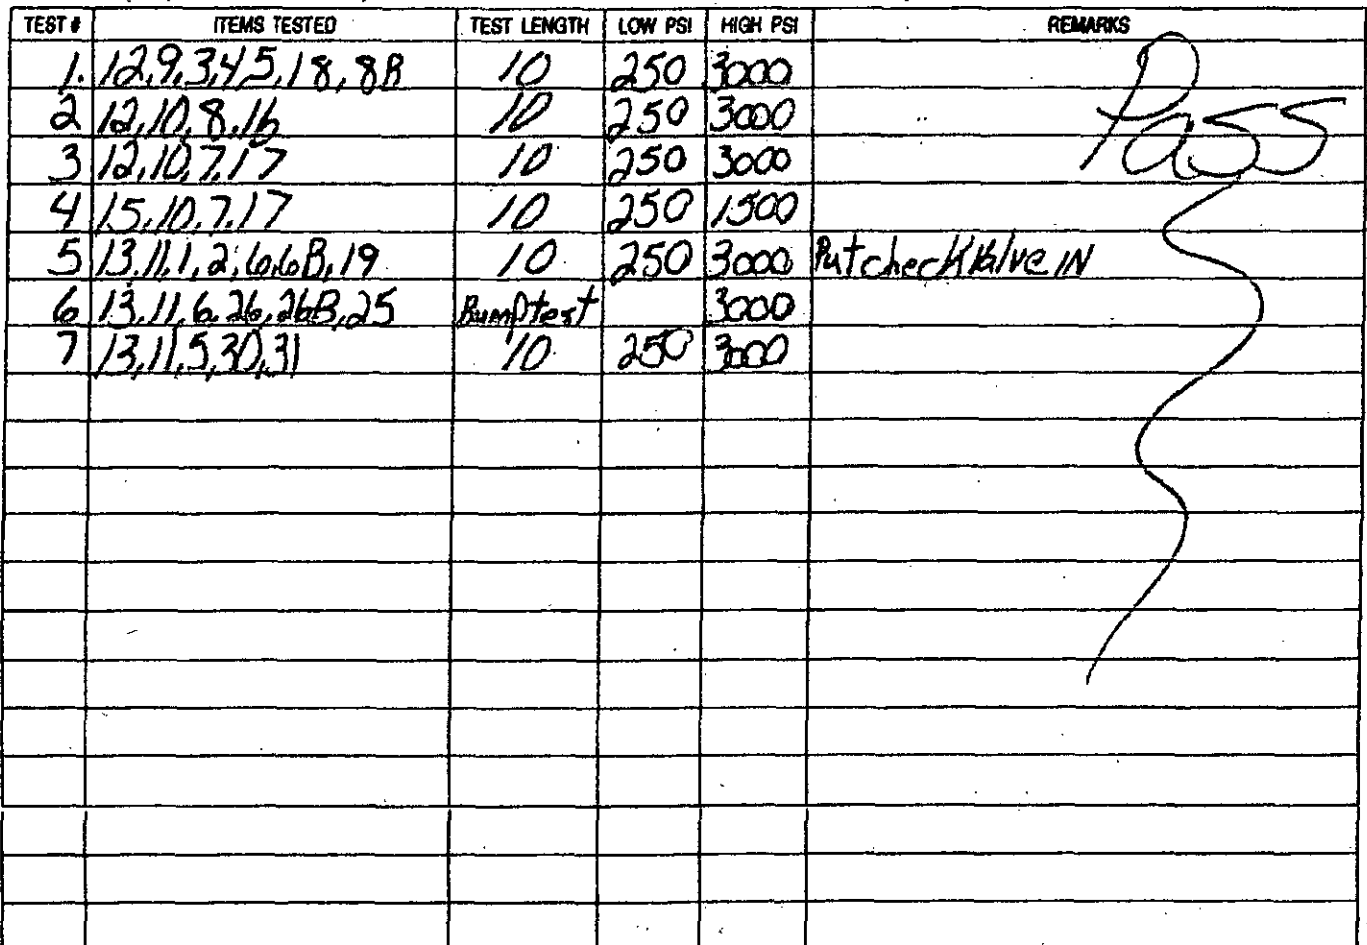 TEST # ITEMS TESTED TEST LENGTH LOW PSI HIGH PSI REMARKS
1. 12,9,3,4,5,18,8B 10 250 3000 Pass
2 12,10,8,16 10 250 3000
3 12,10,7,17 10 250 3000
4 15,10,7,17 10 250 1500
5 13,11,1,2,6,6B,19 10 250 3000 Put check Valve IN
6 13,11,6,26,26B,25 Bumptest 3000
7 13,11,5,30,31 10 250 3000